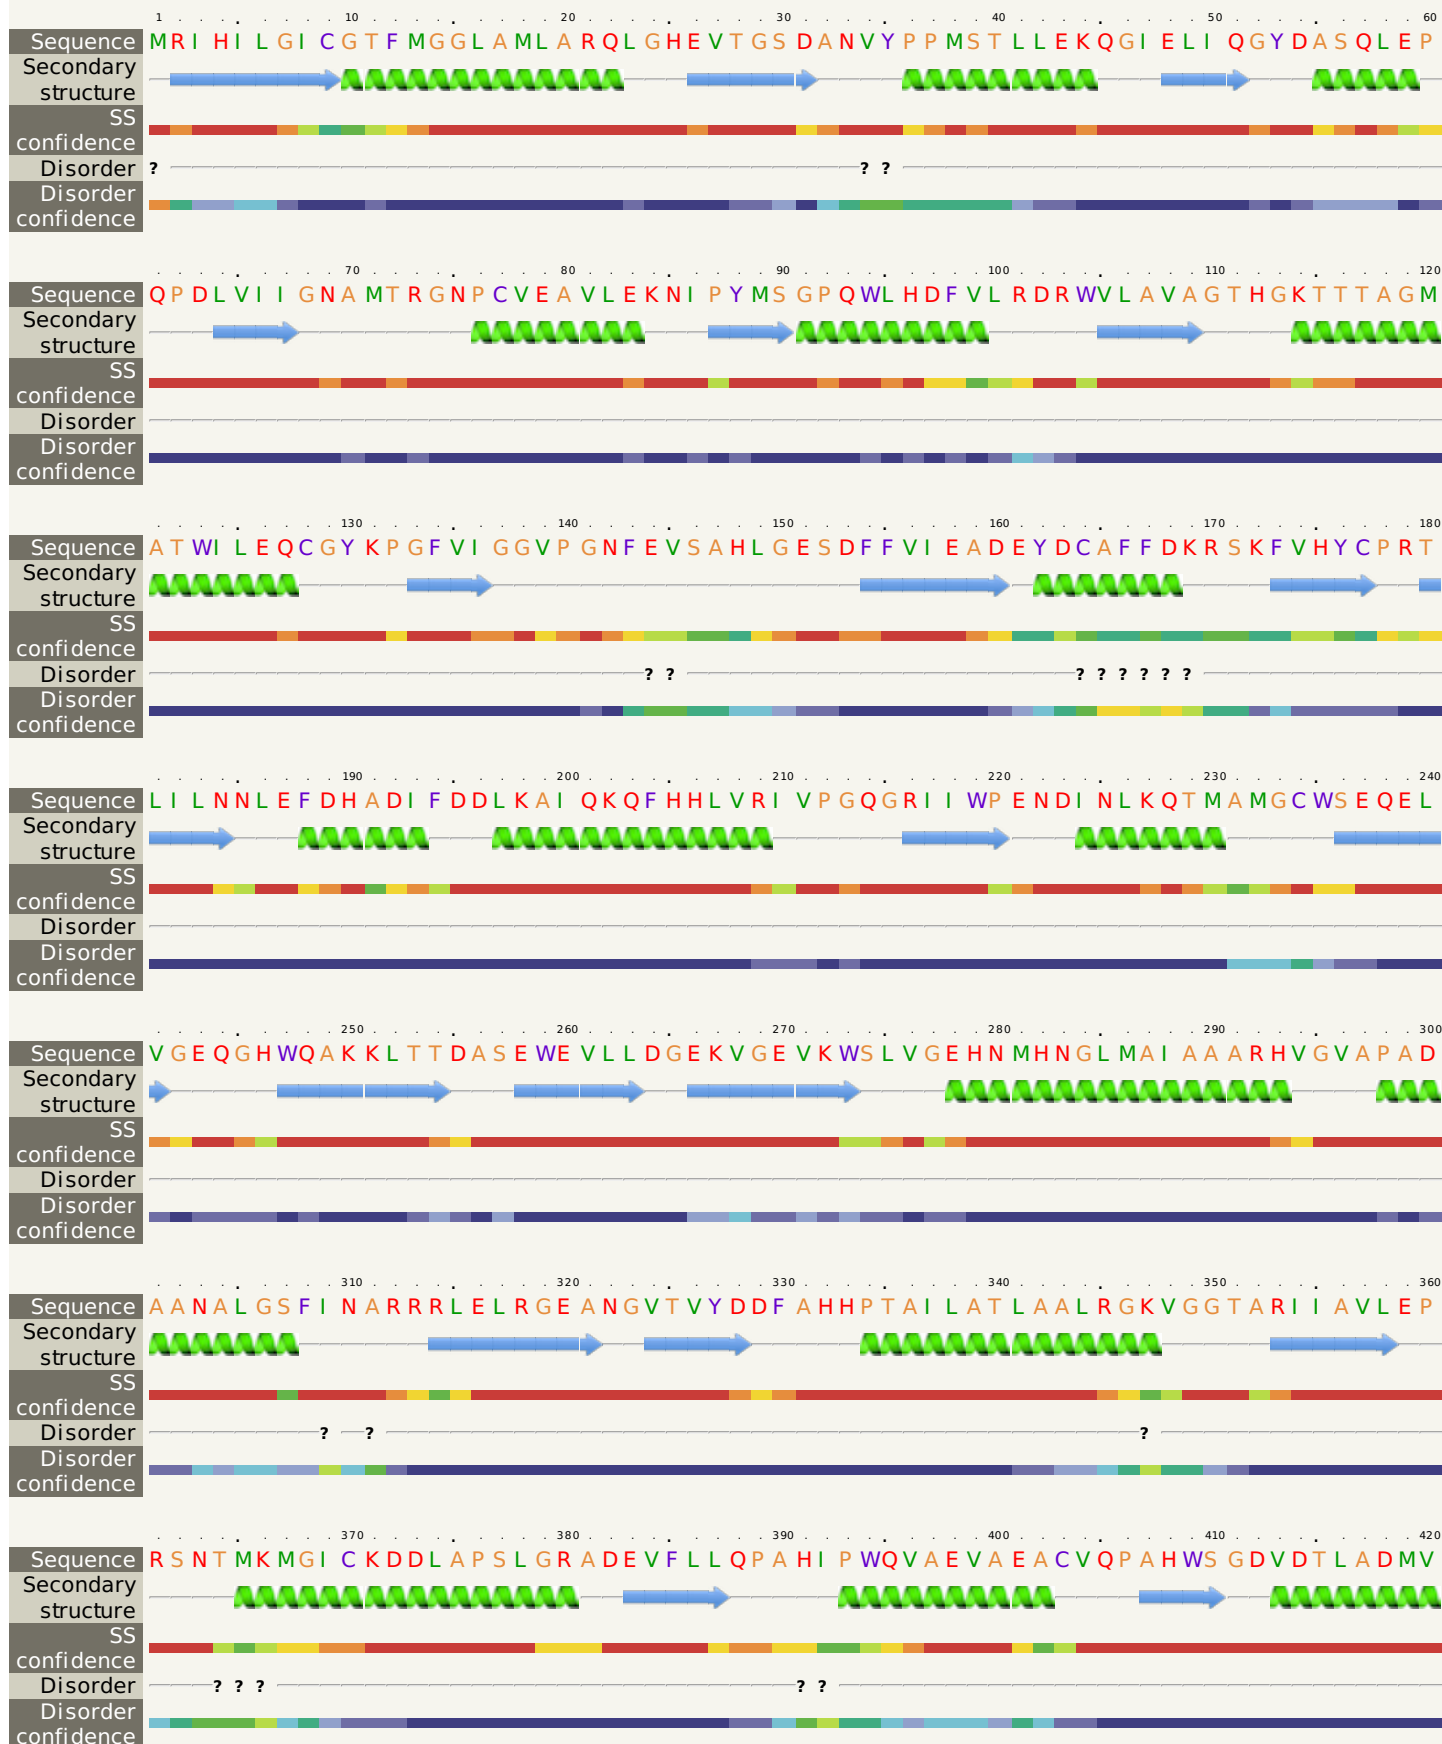 1 10 20 30 40 50 60
Sequence MRIHILGICGTFMGGLAMLARQLGHEVTGSDANVYPPMSTLLEKQGIELIQGYDASQLEP
Secondary
structure
SS
confidence
Disorder ? ? ?
Disorder
confidence
70 80 90 100 110 120
Sequence QPDLVIIGNAMTRGNPCVEAVLEKNIPYMSGPQWLHDFVLRDRWVLAVAGTHGKTTTAGM
Secondary
structure
SS
confidence
Disorder
Disorder
confidence
130 140 150 160 170 180
Sequence ATWILEQCGYKPGFVIGGVPGNFEVSAHLGESDFFVIEADEYDCAFFDKRSKFVHYCPRT
Secondary
structure
SS
confidence
Disorder ? ? ? ? ? ? ? ?
Disorder
confidence
190 200 210 220 230 240
Sequence LILNNLEFDHADIFDDLKAIQKQFHHLVRIVPGQGRIIWPENDINLKQTMAMGCWSEQEL
Secondary
structure
SS
confidence
Disorder
Disorder
confidence
250 260 270 280 290 300
Sequence VGEQGHWQAKKLTTDASEWEVLLDGEKVGEVKWSLVGEHNMHNGLMAIAAARHVGVAPAD
Secondary
structure
SS
confidence
Disorder
Disorder
confidence
310 320 330 340 350 360
Sequence AANALGSFINARRRLELRGEANGVTVYDDFAHHPTAILATLAALRGKVGGTARIIAVLEP
Secondary
structure
SS
confidence
Disorder ? ? ?
Disorder
confidence
370 380 390 400 410 420
Sequence RSNTMKMGICKDDLAPSLGRADEVFLLQPAHIPWQVAEVAEACVQPAHWSGDVDTLADMV
Secondary
structure
SS
confidence
Disorder ? ? ? ? ?
Disorder
confidence